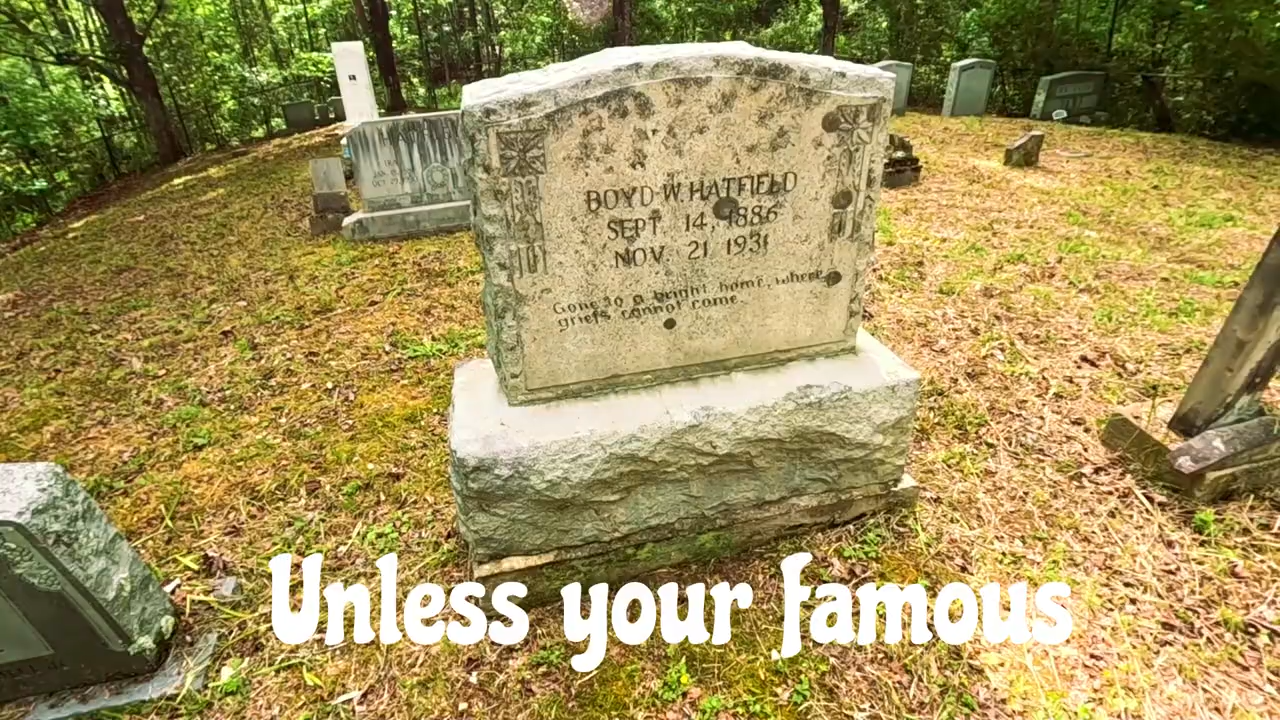 BOYD W. HATFIELD
SEPT. 14, 1886
NOV. 21 1931
Gone to a bright home, where
griefs cannot come.
Unless your famous